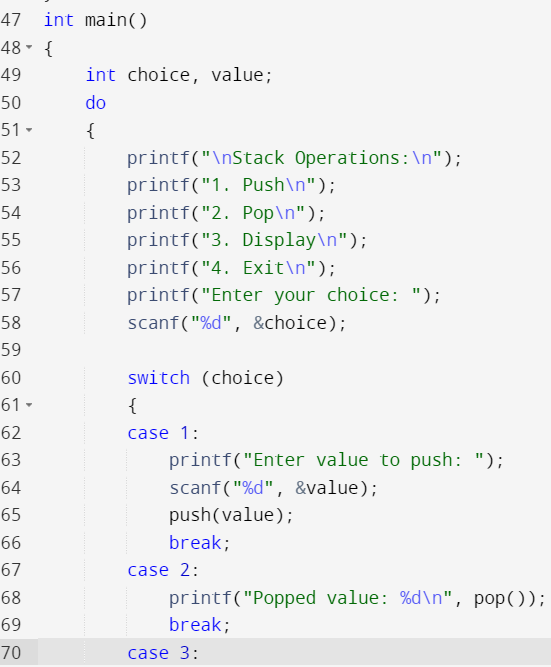 47 int main()
48 {
49     int choice, value;
50     do
51     {
52         printf("\nStack Operations:\n");
53         printf("1. Push\n");
54         printf("2. Pop\n");
55         printf("3. Display\n");
56         printf("4. Exit\n");
57         printf("Enter your choice: ");
58         scanf("%d", &choice);
59
60         switch (choice)
61         {
62         case 1:
63             printf("Enter value to push: ");
64             scanf("%d", &value);
65             push(value);
66             break;
67         case 2:
68             printf("Popped value: %d\n", pop());
69             break;
70         case 3: